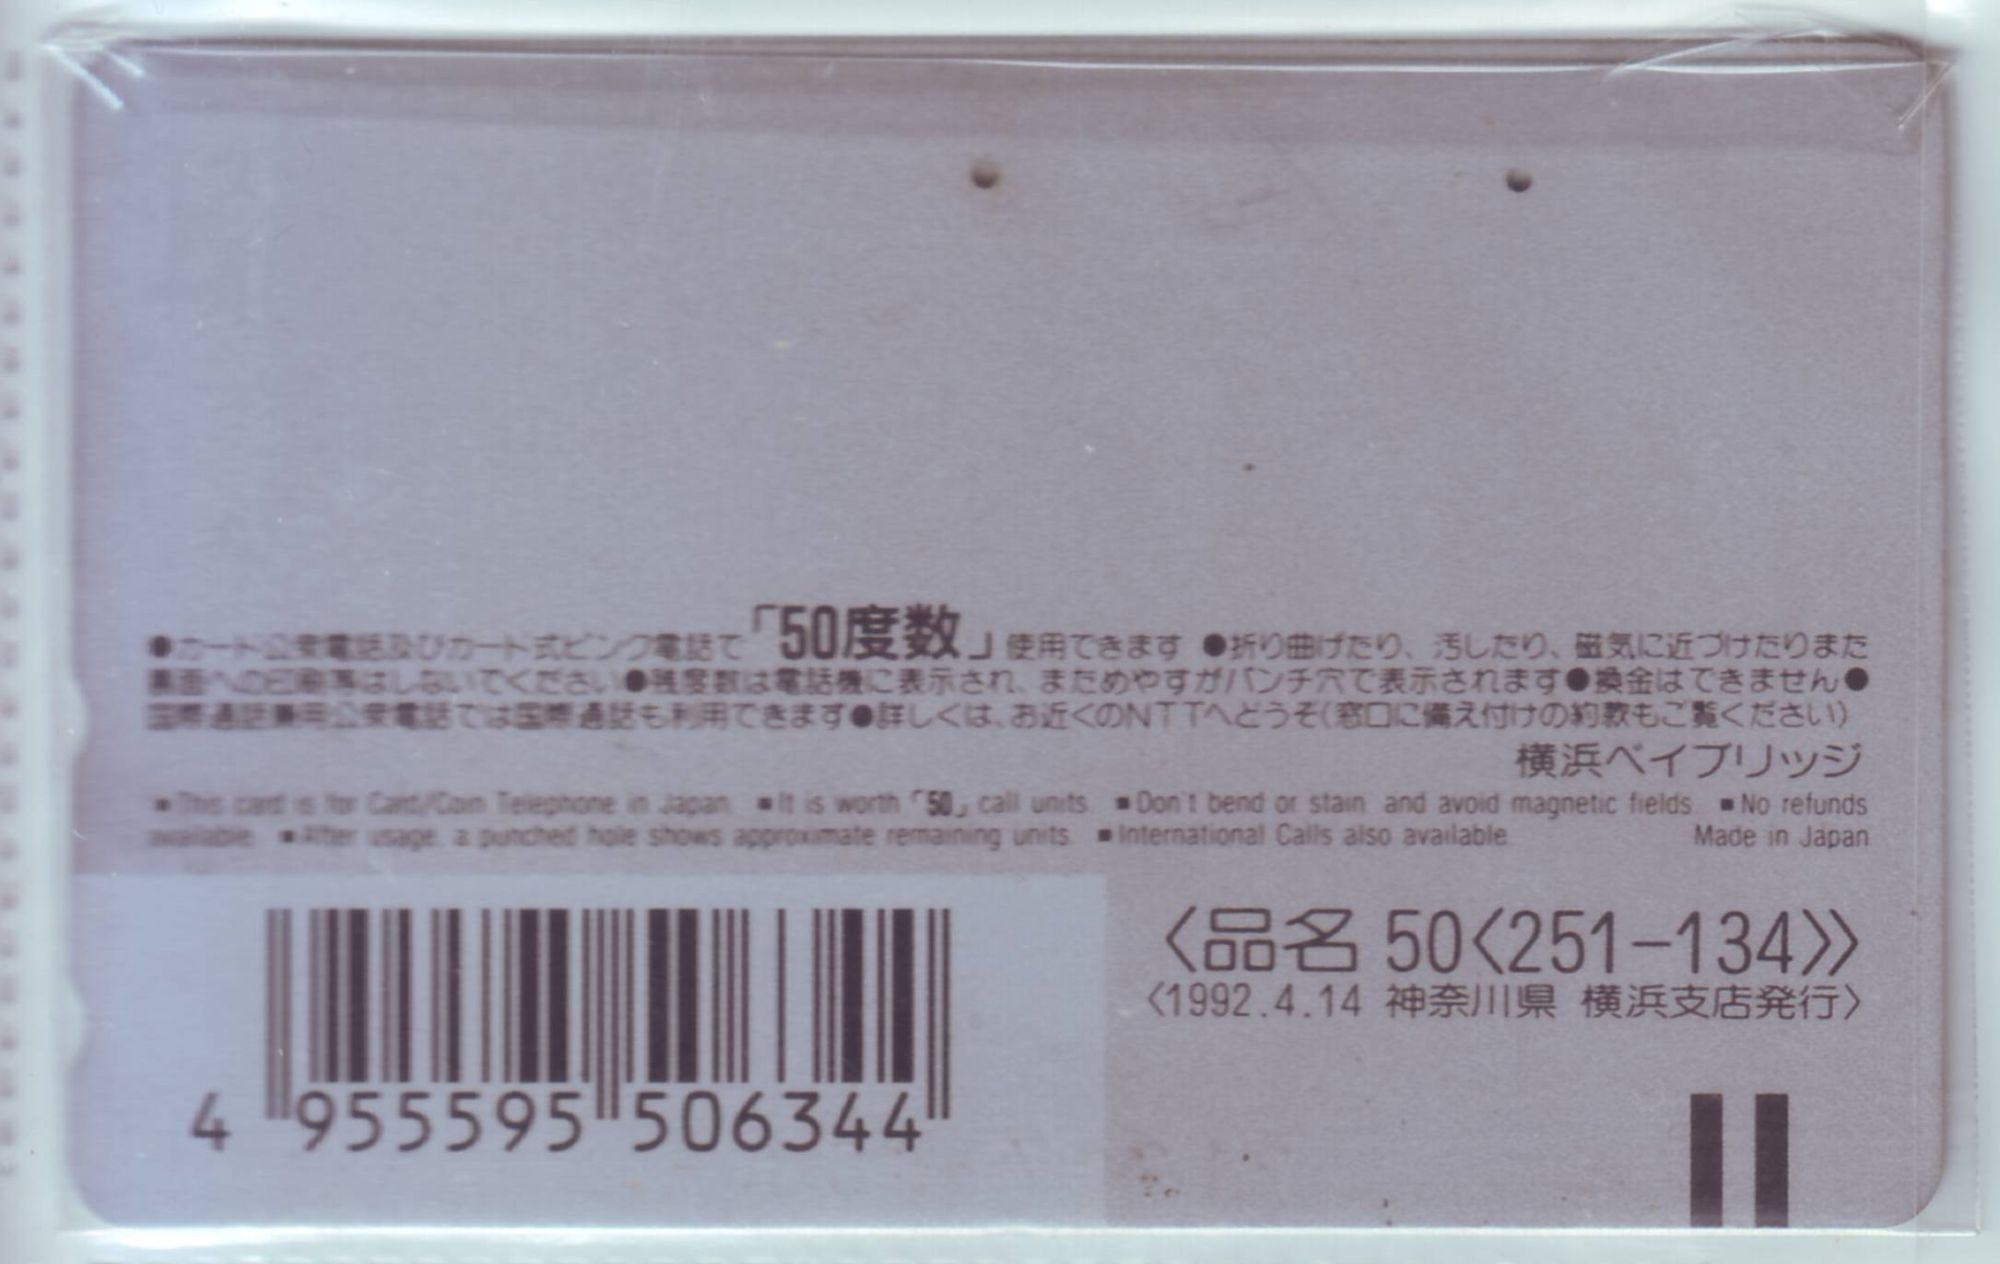 ●カード公衆電話及びカード式ピンク電話で「50度数」使用できます ●折り曲げたり、汚したり、磁気に近づけたりまた
裏面への印刷等はしないでください●残度数は電話機に表示され、まためやすがパンチ穴で表示されます●換金はできません●
国際通話兼用公衆電話では国際通話も利用できます●詳しくは、お近くのNTTへどうぞ(窓口に備え付けの約款もご覧ください)
横浜ベイブリッジ
■This card is for Card/Coin Telephone in Japan. ■It is worth「50」call units. ■Don't bend or stain and avoid magnetic fields. ■No refunds
available. ■After usage, a punched hole shows approximate remaining units. ■International Calls also available. Made in Japan
〈品名 50〈251-134〉〉
〈1992.4.14 神奈川県 横浜支店発行〉
4 955595 506344